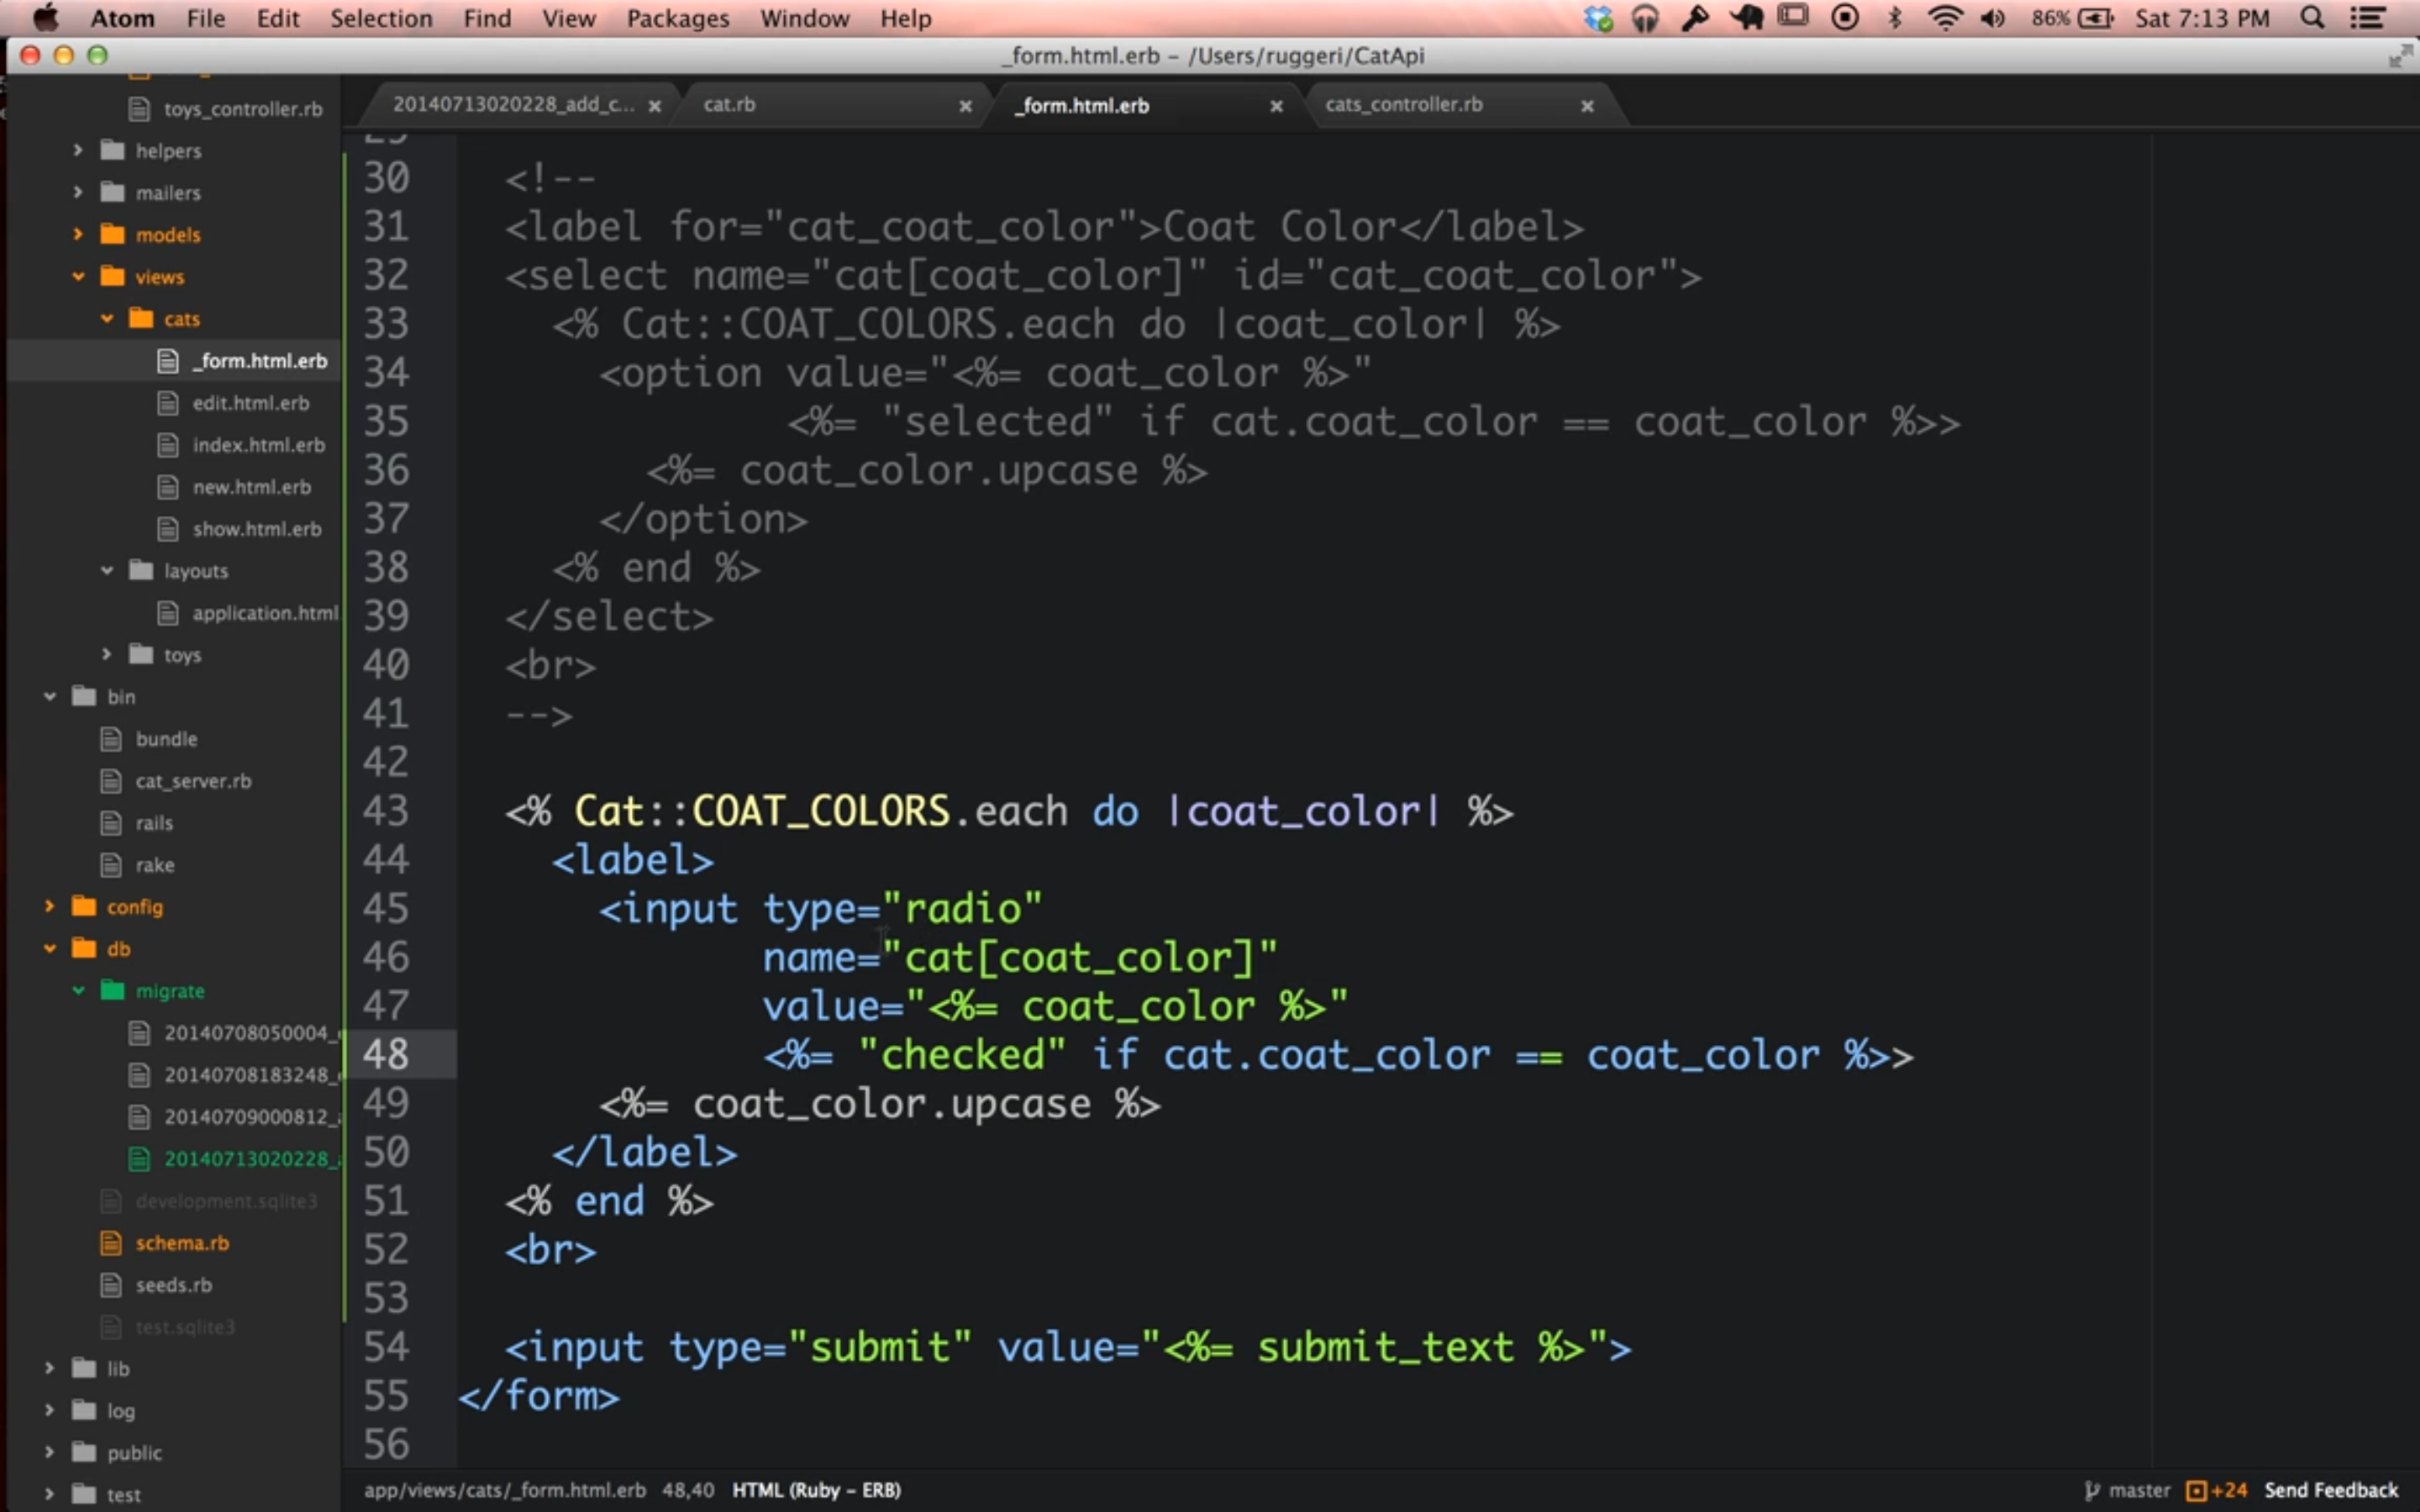 Atom File Edit Selection Find View Packages Window Help 86% Sat 7:13 PM
_form.html.erb – /Users/ruggeri/CatApi
20140713020228_add_c... cat.rb _form.html.erb cats_controller.rb
toys_controller.rb
helpers
mailers
models
views
cats
_form.html.erb
edit.html.erb
index.html.erb
new.html.erb
show.html.erb
layouts
application.html
toys
bin
bundle
cat_server.rb
rails
rake
config
db
migrate
20140708050004_
20140708183248_
20140709000812_
20140713020228_
development.sqlite3
schema.rb
seeds.rb
test.sqlite3
lib
log
public
test
29
30 <!--
31 <label for="cat_coat_color">Coat Color</label>
32 <select name="cat[coat_color]" id="cat_coat_color">
33 <% Cat::COAT_COLORS.each do |coat_color| %>
34 <option value="<%= coat_color %>"
35 <%= "selected" if cat.coat_color == coat_color %>>
36 <%= coat_color.upcase %>
37 </option>
38 <% end %>
39 </select>
40 <br>
41 -->
42
43 <% Cat::COAT_COLORS.each do |coat_color| %>
44 <label>
45 <input type="radio"
46 name="cat[coat_color]"
47 value="<%= coat_color %>"
48 <%= "checked" if cat.coat_color == coat_color %>>
49 <%= coat_color.upcase %>
50 </label>
51 <% end %>
52 <br>
53
54 <input type="submit" value="<%= submit_text %>">
55 </form>
56
app/views/cats/_form.html.erb 48,40 HTML (Ruby – ERB) master +24 Send Feedback